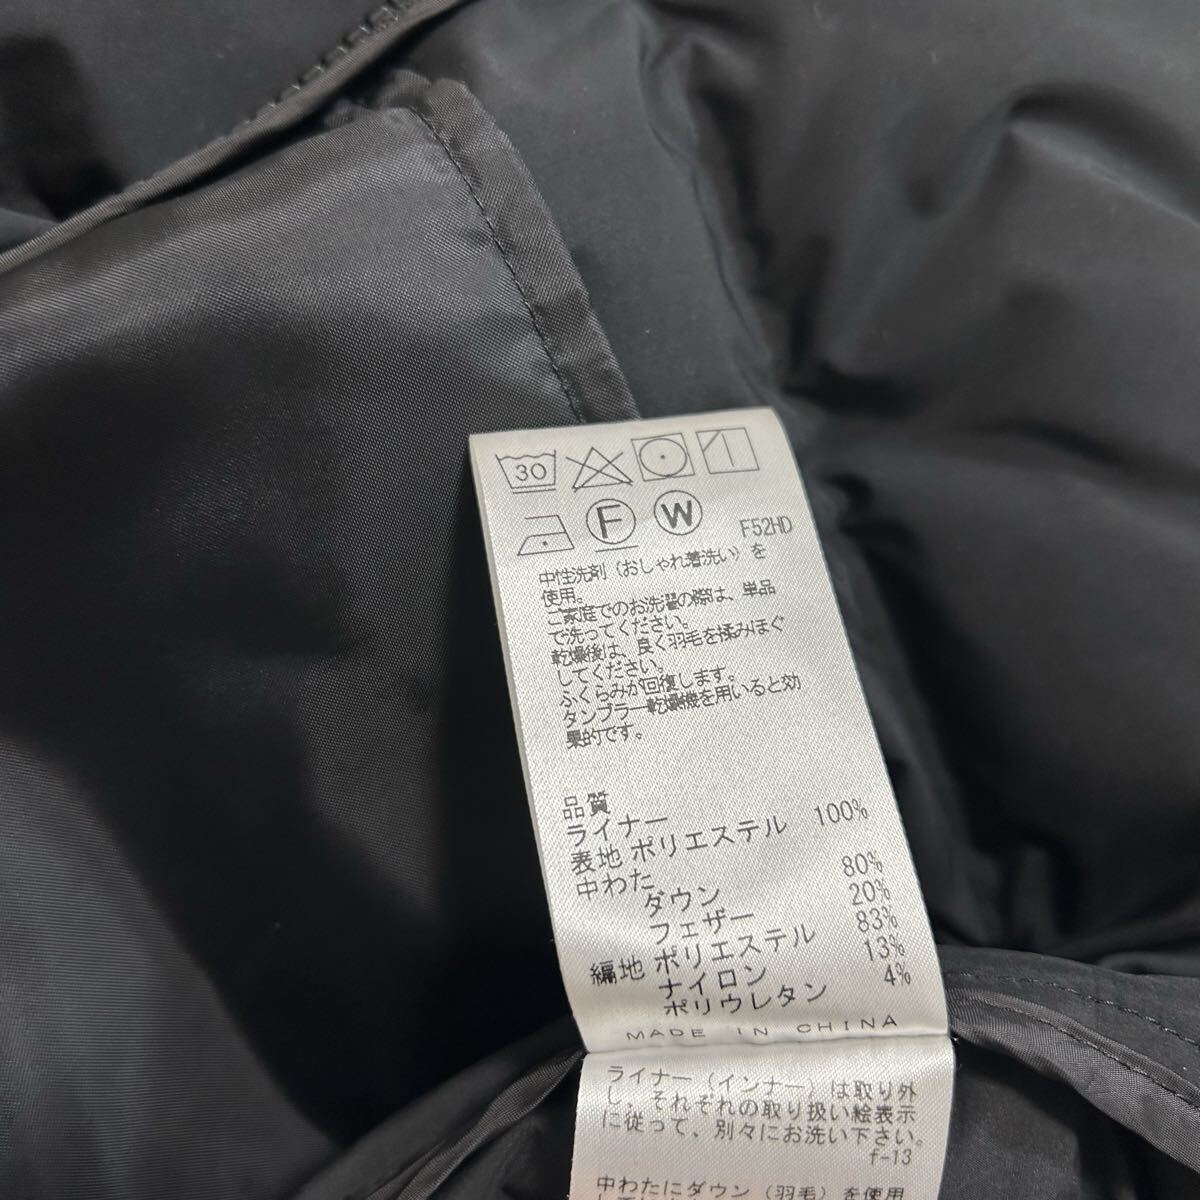 30
F W F52HD
中性洗剤（おしゃれ着洗い）を
使用。
ご家庭でのお洗濯の際は、単品
で洗ってください。
乾燥後は、良く羽毛を揉みほぐ
してください。
ふくらみが回復します。
タンブラー乾燥機を用いると効
果的です。
品質
ライナー
表地 ポリエステル 100%
中わた
ダウン 80%
フェザー 20%
編地 ポリエステル 83%
ナイロン 13%
ポリウレタン 4%
MADE IN CHINA
ライナー（インナー）は取り外
し、それぞれの取り扱い絵表示
に従って、別々にお洗い下さい。
f-13
中わたにダウン（羽毛）を使用